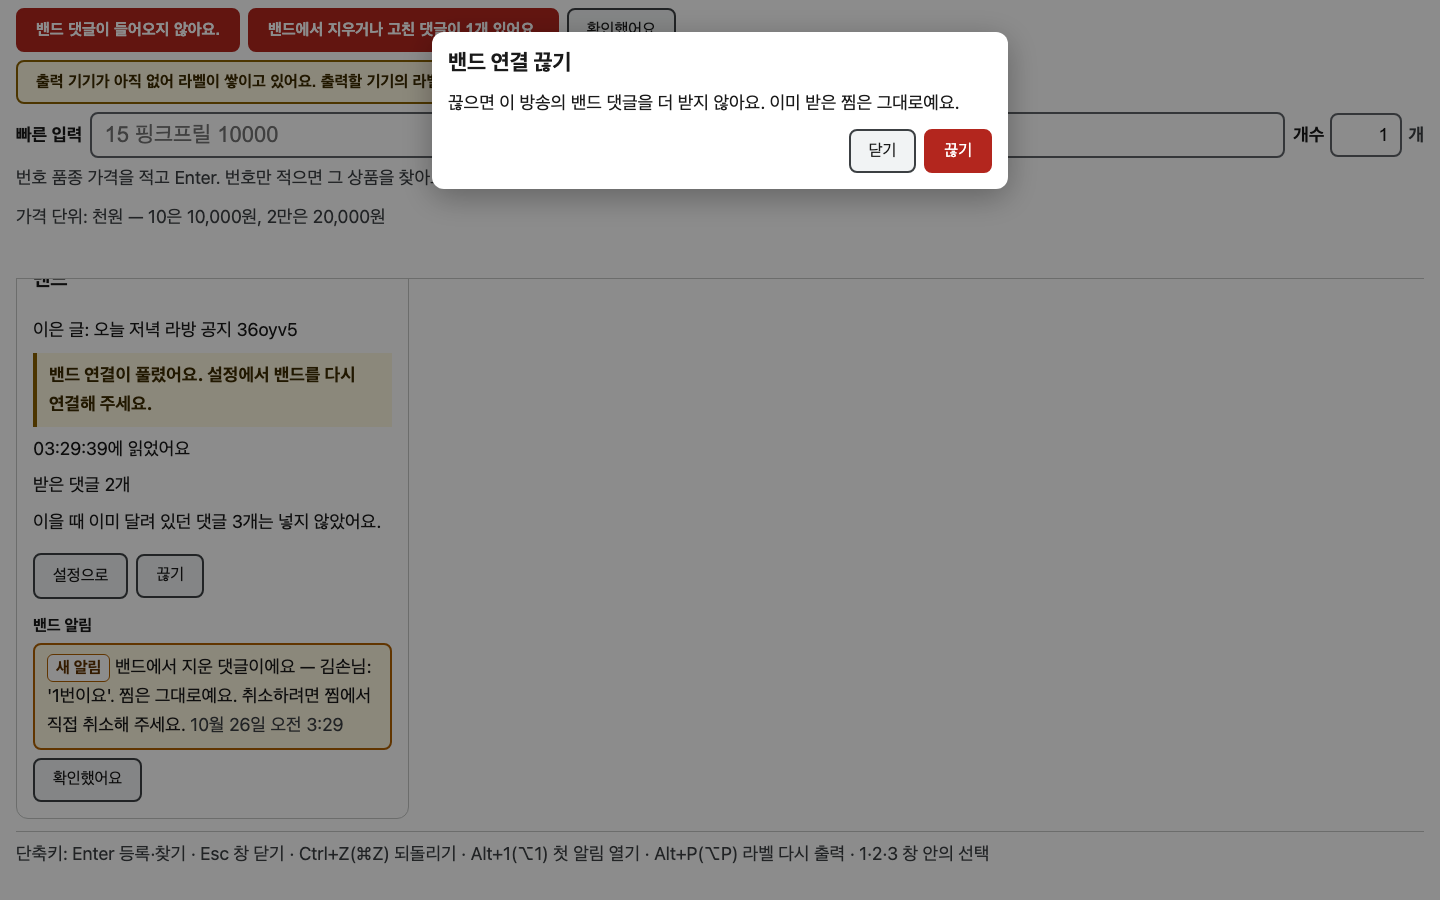 밴드 댓글이 들어오지 않아요.
밴드에서 지우거나 고친 댓글이 1개 있어요
확인했어요
출력 기기가 아직 없어 라벨이 쌓이고 있어요. 출력할 기기의
밴드 연결 끊기
끊으면 이 방송의 밴드 댓글을 더 받지 않아요. 이미 받은 찜은 그대로예요.
닫기
끊기
빠른 입력 15 핑크프릴 10000 개수 1 개
번호 품종 가격을 적고 Enter. 번호만 적으면 그 상품을
가격 단위: 천원 — 10은 10,000원, 2만은 20,000원
밴드
이은 글: 오늘 저녁 라방 공지 36oyv5
밴드 연결이 풀렸어요. 설정에서 밴드를 다시
연결해 주세요.
03:29:39에 읽었어요
받은 댓글 2개
이을 때 이미 달려 있던 댓글 3개는 넣지 않았어요.
설정으로
끊기
밴드 알림
새 알림 밴드에서 지운 댓글이에요 — 김손님:
'1번이요'. 찜은 그대로예요. 취소하려면 찜에서
직접 취소해 주세요. 10월 26일 오전 3:29
확인했어요
단축키: Enter 등록·찾기 · Esc 창 닫기 · Ctrl+Z(⌘Z) 되돌리기 · Alt+1(⌥1) 첫 알림 열기 · Alt+P(⌥P) 라벨 다시 출력 · 1·2·3 창 안의 선택